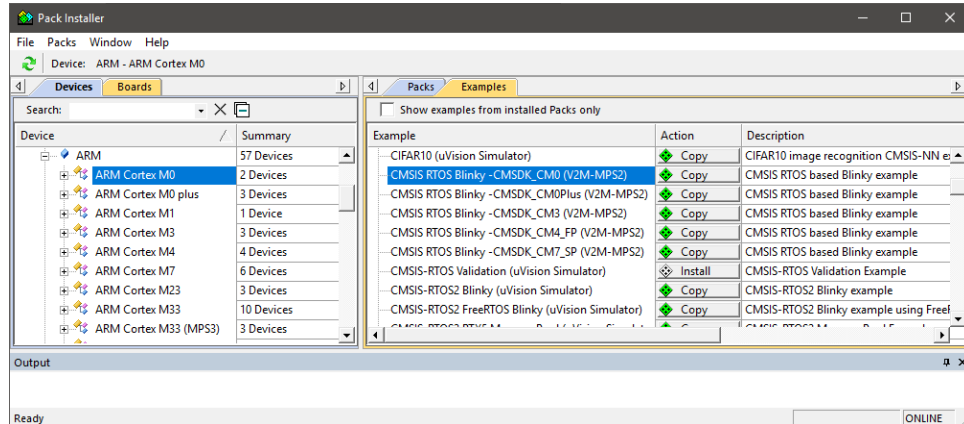 Pack Installer
File Packs Window Help
Device: ARM - ARM Cortex M0
Devices Boards
Packs Examples
Search:
Show examples from installed Packs only
Device / Summary
Example Action Description
ARM 57 Devices
CIFAR10 (uVision Simulator) Copy CIFAR10 image recognition CMSIS-NN
ARM Cortex M0 2 Devices
CMSIS RTOS Blinky -CMSDK_CM0 (V2M-MPS2) Copy CMSIS RTOS based Blinky example
ARM Cortex M0 plus 3 Devices
CMSIS RTOS Blinky -CMSDK_CM0Plus (V2M-MPS2) Copy CMSIS RTOS based Blinky example
ARM Cortex M1 1 Device
CMSIS RTOS Blinky -CMSDK_CM3 (V2M-MPS2) Copy CMSIS RTOS based Blinky example
ARM Cortex M3 3 Devices
CMSIS RTOS Blinky -CMSDK_CM4_FP (V2M-MPS2) Copy CMSIS RTOS based Blinky example
ARM Cortex M4 4 Devices
CMSIS RTOS Blinky -CMSDK_CM7_SP (V2M-MPS2) Copy CMSIS RTOS based Blinky example
ARM Cortex M7 6 Devices
CMSIS-RTOS Validation (uVision Simulator) Install CMSIS-RTOS Validation Example
ARM Cortex M23 3 Devices
CMSIS-RTOS2 Blinky (uVision Simulator) Copy CMSIS-RTOS2 Blinky example
ARM Cortex M33 10 Devices
CMSIS-RTOS2 FreeRTOS Blinky (uVision Simulator) Copy CMSIS-RTOS2 Blinky example using
ARM Cortex M33 (MPS3) 3 Devices
Output
Ready
ONLINE